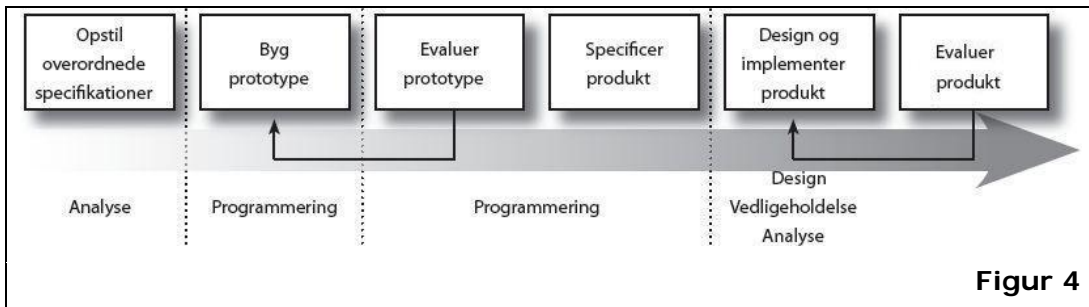 Opstil
overordnede
specifikationer
Byg
prototype
Evaluer
prototype
Specificer
produkt
Design og
implementer
produkt
Evaluer
produkt
Analyse
Programmering
Programmering
Design
Vedligeholdelse
Analyse
Figur 4